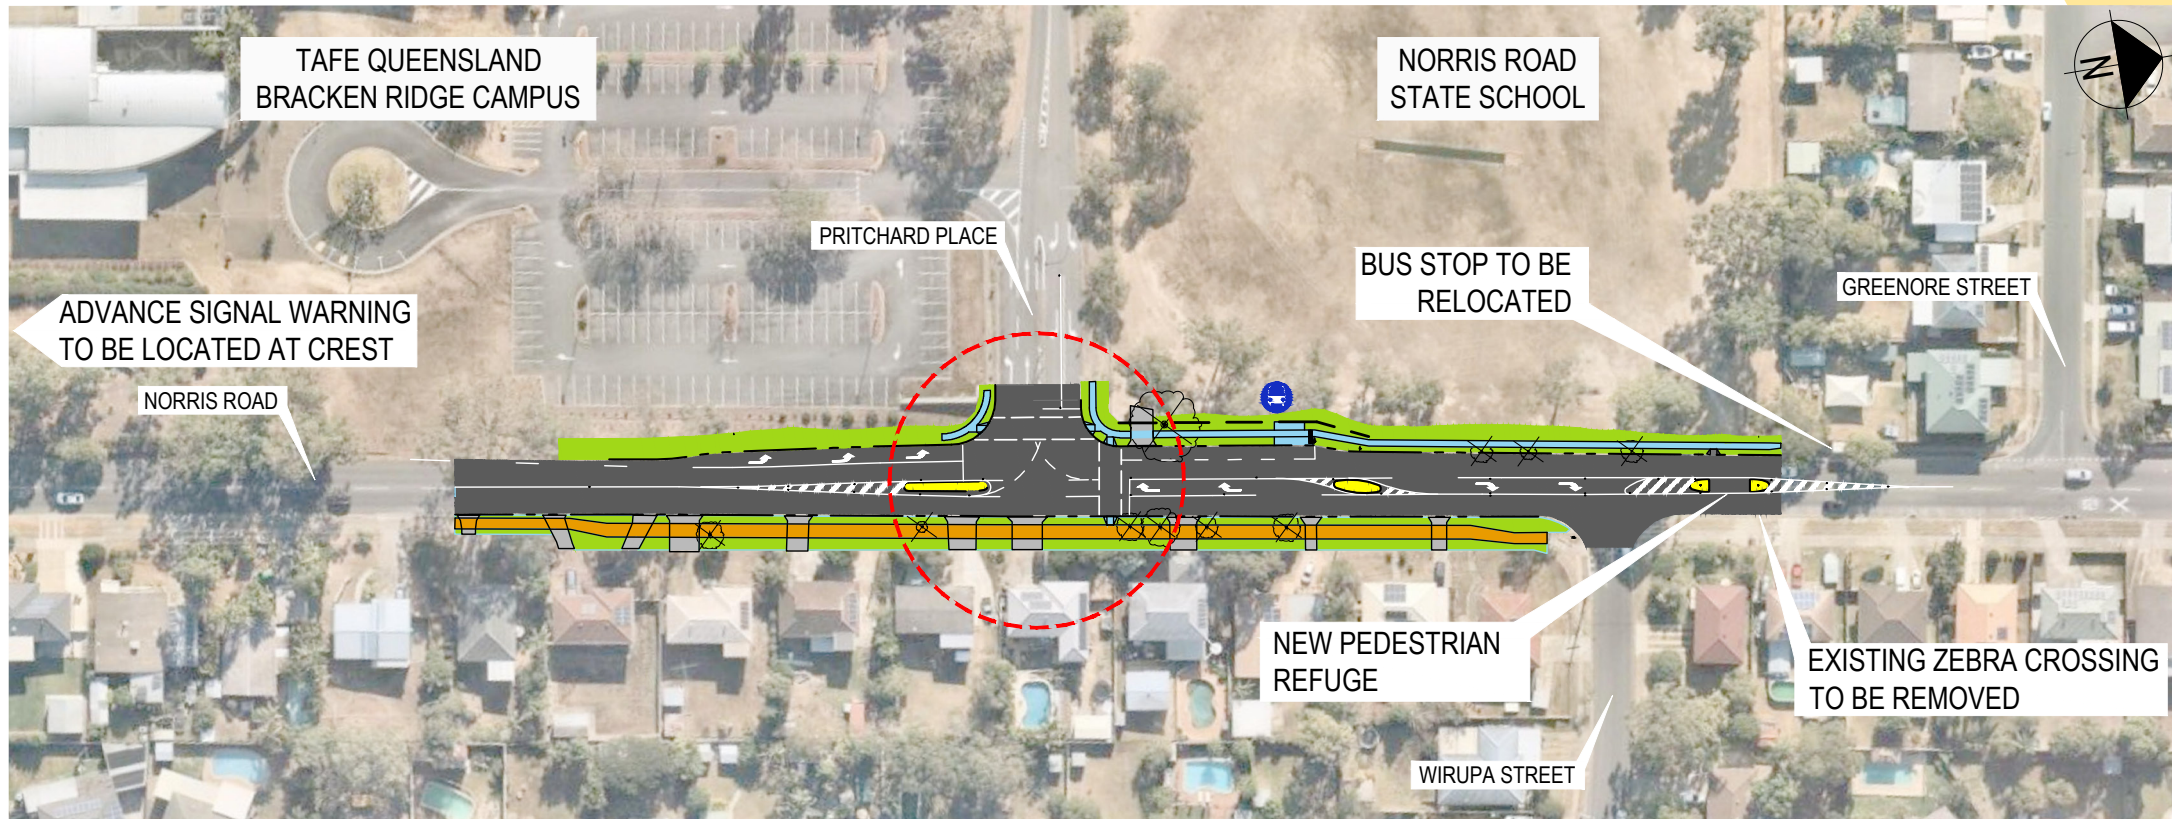 TAFE QUEENSLAND
BRACKEN RIDGE CAMPUS
NORRIS ROAD
STATE SCHOOL
N
PRITCHARD PLACE
BUS STOP TO BE
RELOCATED
GREENORE STREET
ADVANCE SIGNAL WARNING
TO BE LOCATED AT CREST
NORRIS ROAD
NEW PEDESTRIAN
REFUGE
EXISTING ZEBRA CROSSING
TO BE REMOVED
WIRUPA STREET